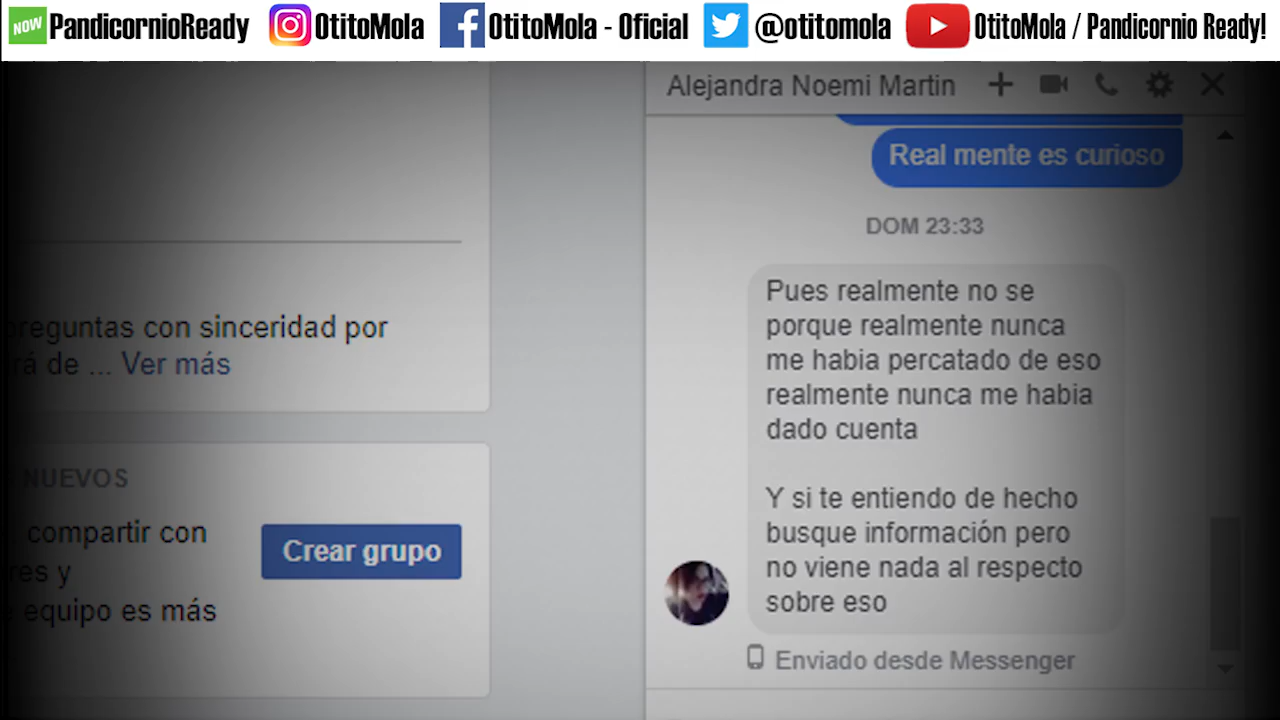 NOW PandicornioReady OtitoMola OtitoMola - Oficial @otitomola OtitoMola / Pandicornio Ready!
Alejandra Noemi Martin
Real mente es curioso
DOM 23:33
Pues realmente no se
porque realmente nunca
me habia percatado de eso
realmente nunca me habia
dado cuenta
Y si te entiendo de hecho
busque información pero
no viene nada al respecto
sobre eso
Enviado desde Messenger
preguntas con sinceridad por
de ... Ver más
NUEVOS
compartir con
y
equipo es más
Crear grupo